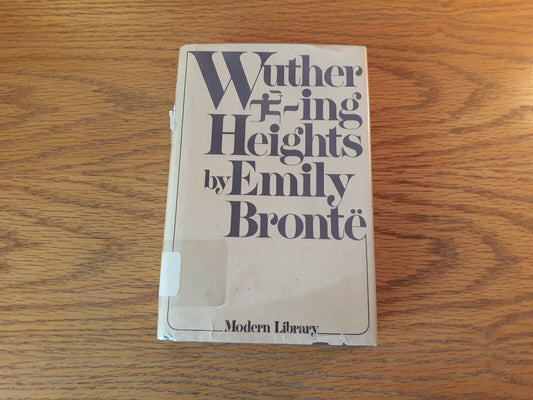 Wuther
-ing
Heights
by Emily
Brontë
Modern Library